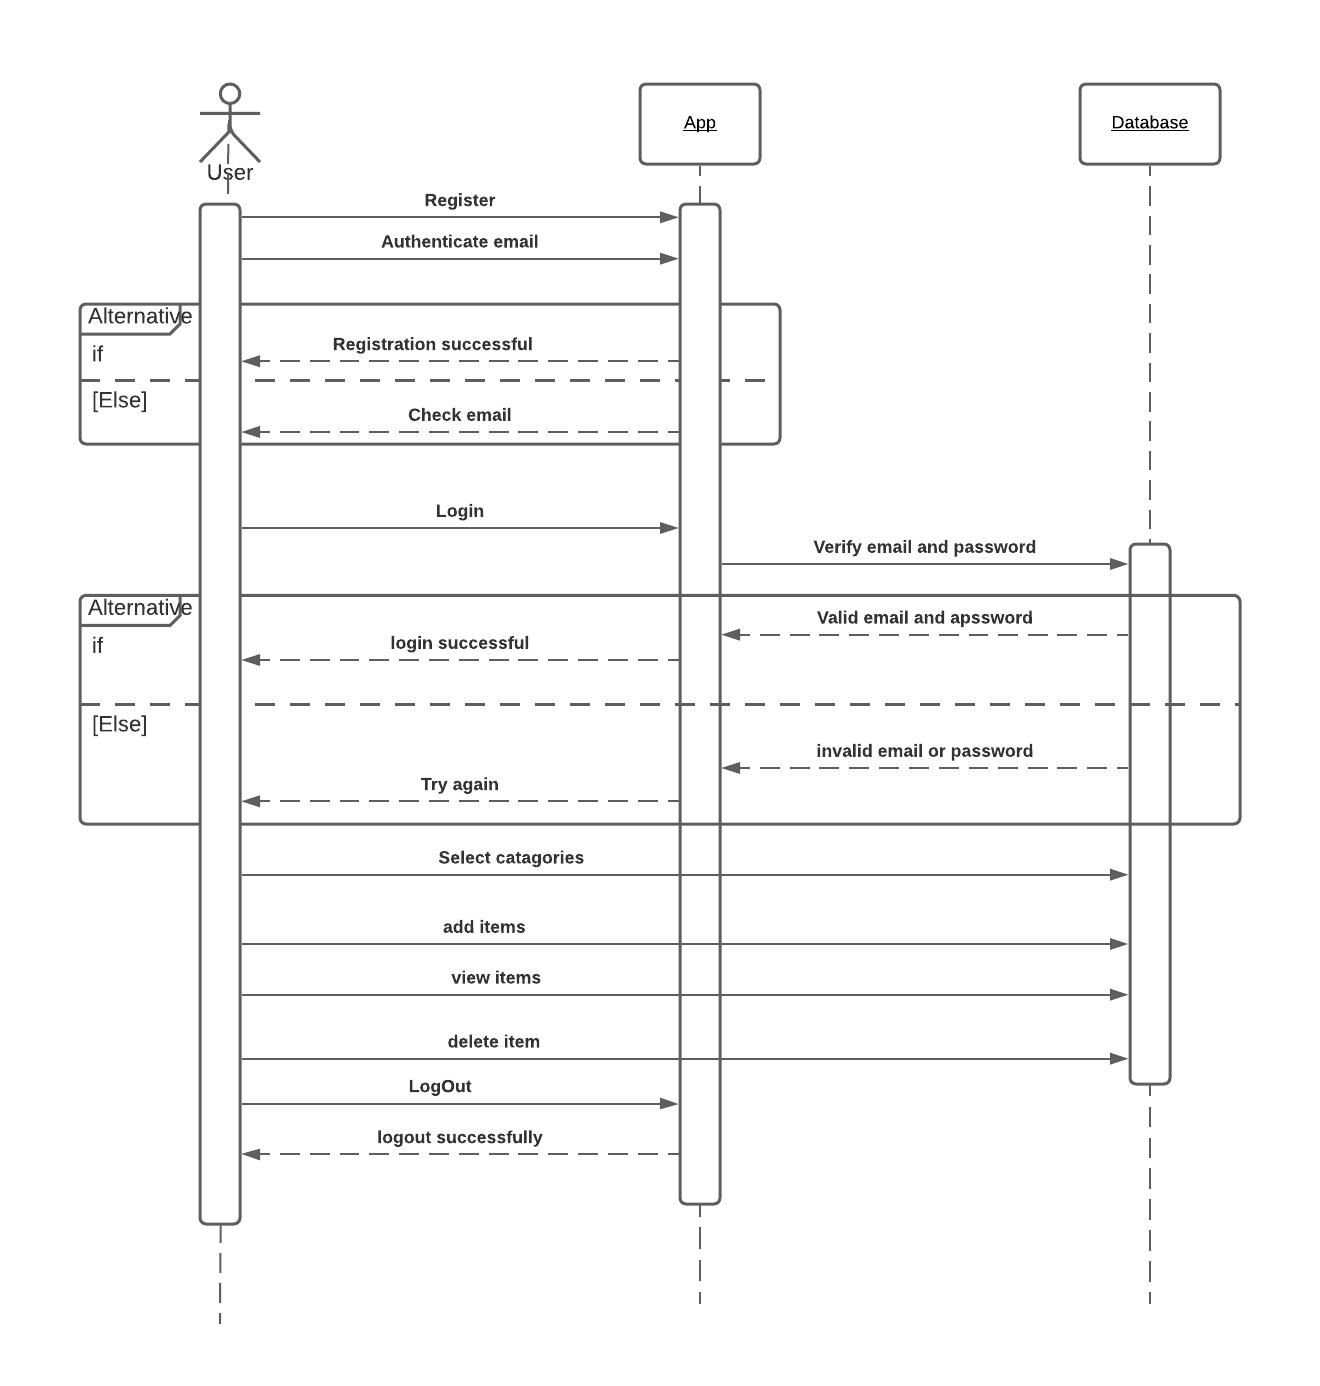 User
App
Database
Register
Authenticate email
Alternative
if
Registration successful
[Else]
Check email
Login
Verify email and password
Alternative
if
Valid email and apssword
login successful
[Else]
invalid email or password
Try again
Select catagories
add items
view items
delete item
LogOut
logout successfully